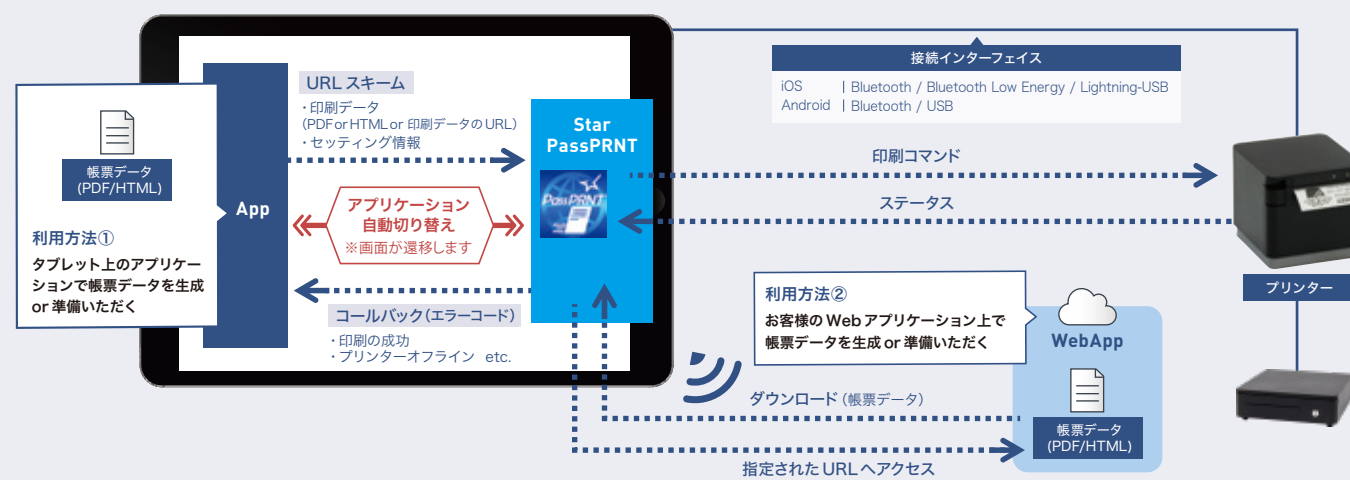 接続インターフェイス
iOS | Bluetooth / Bluetooth Low Energy / Lightning-USB
Android | Bluetooth / USB
URL スキーム
・印刷データ
(PDF or HTML or 印刷データのURL)
・セッティング情報
Star
PassPRNT
PassPRNT
帳票データ
(PDF/HTML)
利用方法①
タブレット上のアプリケー
ションで帳票データを生成
or 準備いただく
App
アプリケーション
自動切り替え
※画面が遷移します
コールバック(エラーコード)
・印刷の成功
・プリンターオフライン etc.
印刷コマンド
ステータス
プリンター
利用方法②
お客様の Web アプリケーション上で
帳票データを生成 or 準備いただく
WebApp
帳票データ
(PDF/HTML)
ダウンロード(帳票データ)
指定された URL へアクセス